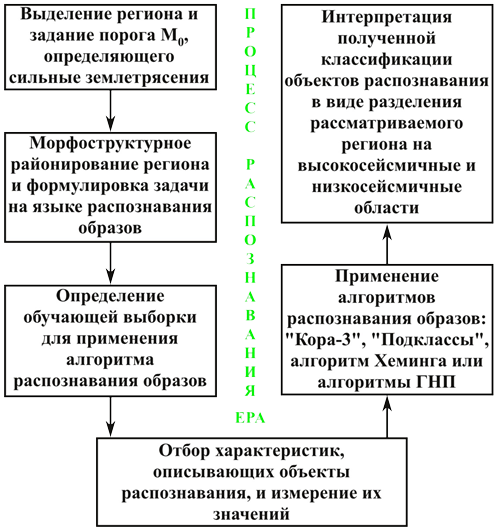 Выделение региона и
задание порога M₀,
определяющего
сильные землетрясения
Морфоструктурное
районирование региона
и формулировка задачи
на языке распознавания
образов
Определение
обучающей выборки
для применения
алгоритма
распознавания образов
Отбор характеристик,
описывающих объекты
распознавания, и измерение их
значений
Применение
алгоритмов
распознавания образов:
"Кора-3", "Подклассы",
алгоритм Хеминга или
алгоритмы ГНП
Интерпретация
полученной
классификации
объектов распознавания
в виде разделения
рассматриваемого
региона на
высокосейсмичные и
низкосейсмичные
области
ПРОЦЕСС РАСПОЗНАВАНИЯ
ЕРА